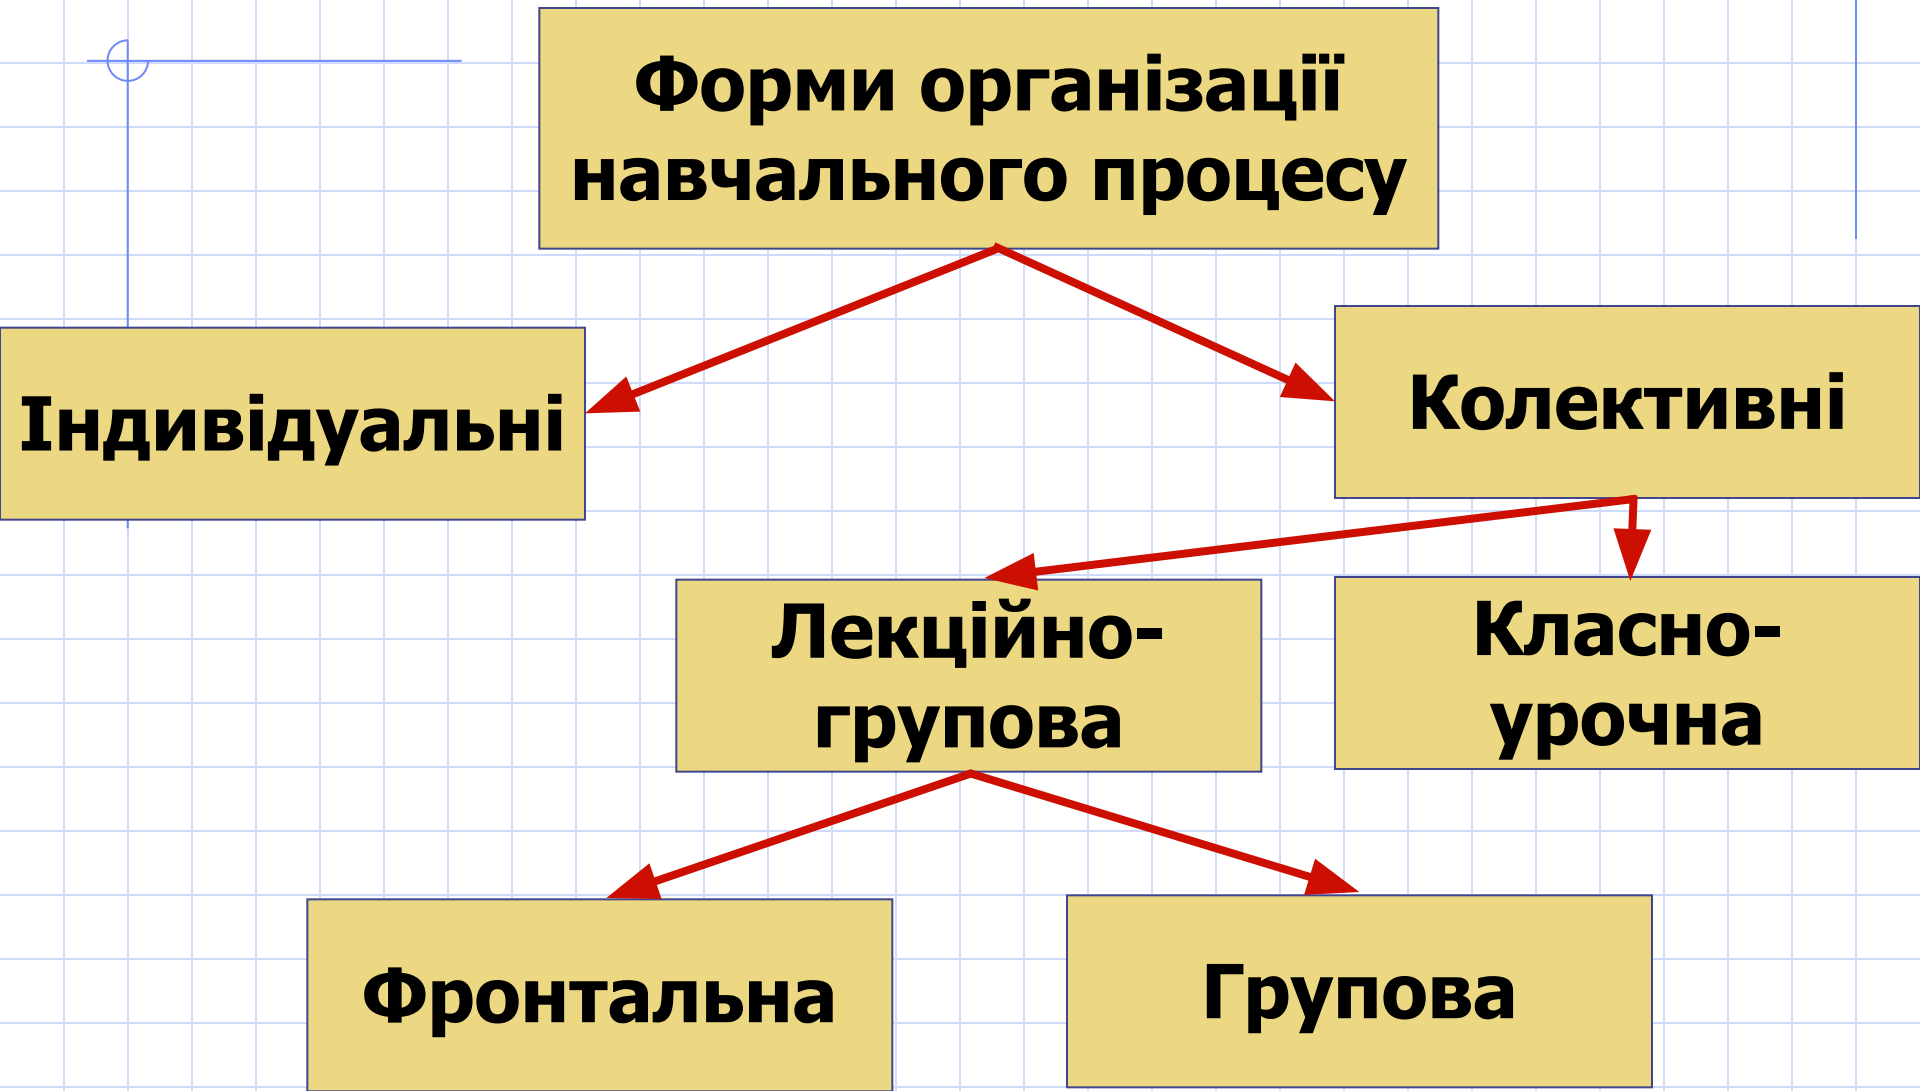 Форми організації
навчального процесу
Індивідуальні
Колективні
Лекційно-
групова
Класно-
урочна
Фронтальна
Групова